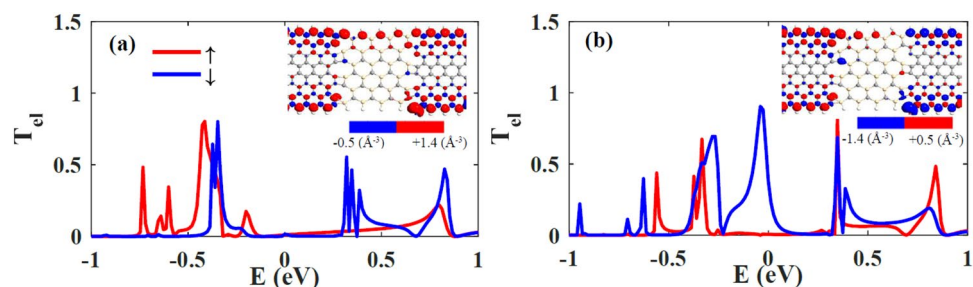 1.5
(a)
↑
↓
1
T_el
0.5
0
-0.5 (Å⁻³) +1.4 (Å⁻³)
-1 -0.5 0 0.5 1
E (eV)
1.5
(b)
1
T_el
0.5
0
-1.4 (Å⁻³) +0.5 (Å⁻³)
-1 -0.5 0 0.5 1
E (eV)